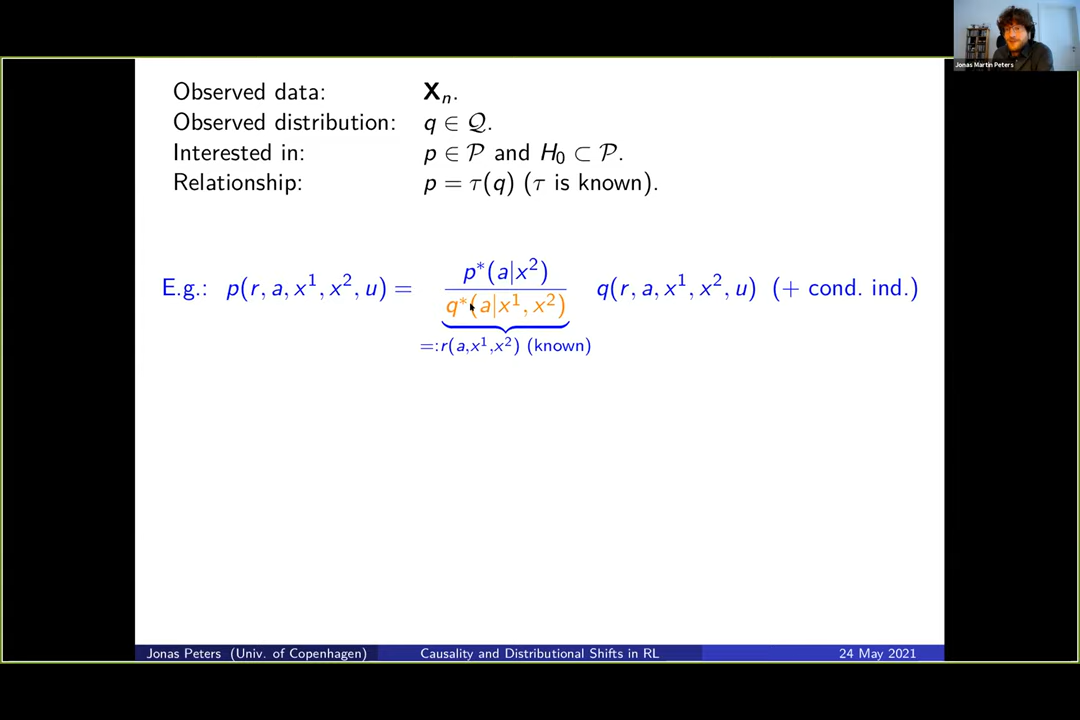 Jonas Martin Peters
Observed data: Xₙ.
Observed distribution: q ∈ 𝒬.
Interested in: p ∈ 𝒫 and H₀ ⊂ 𝒫.
Relationship: p = τ(q) (τ is known).
E.g.: p(r, a, x¹, x², u) = p*(a|x²) / q*(a|x¹, x²) q(r, a, x¹, x², u) (+ cond. ind.)
=:r(a,x¹,x²) (known)
Jonas Peters (Univ. of Copenhagen) Causality and Distributional Shifts in RL 24 May 2021